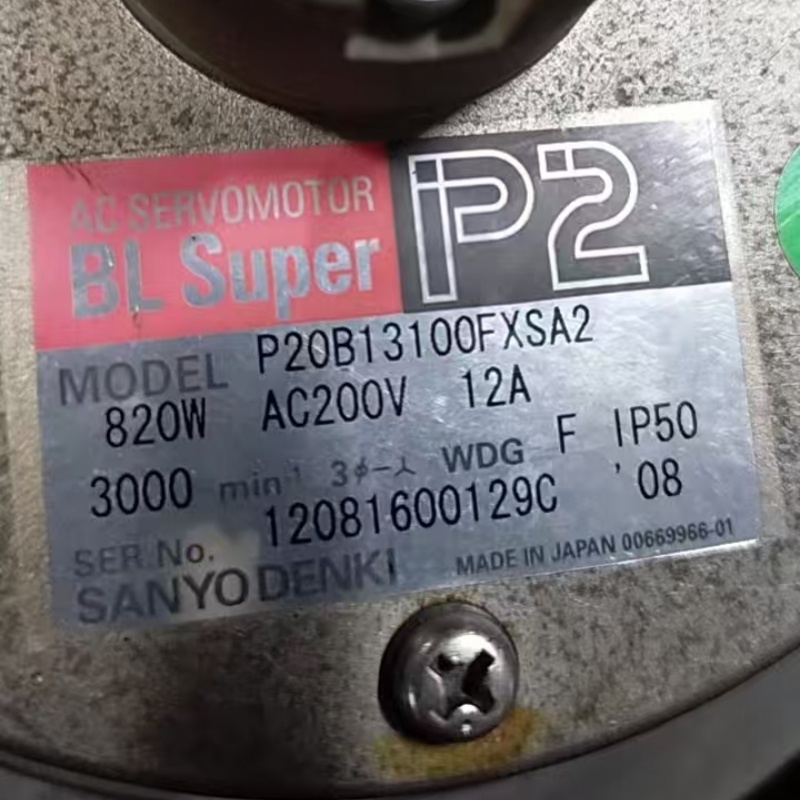 AC SERVOMOTOR
BL Super P2
MODEL P20B13100FXSA2
820W AC200V 12A
3000 min⁻¹ 3φ-人 WDG F IP50
SER.No. 12081600129C '08
SANYO DENKI MADE IN JAPAN 00669966-01